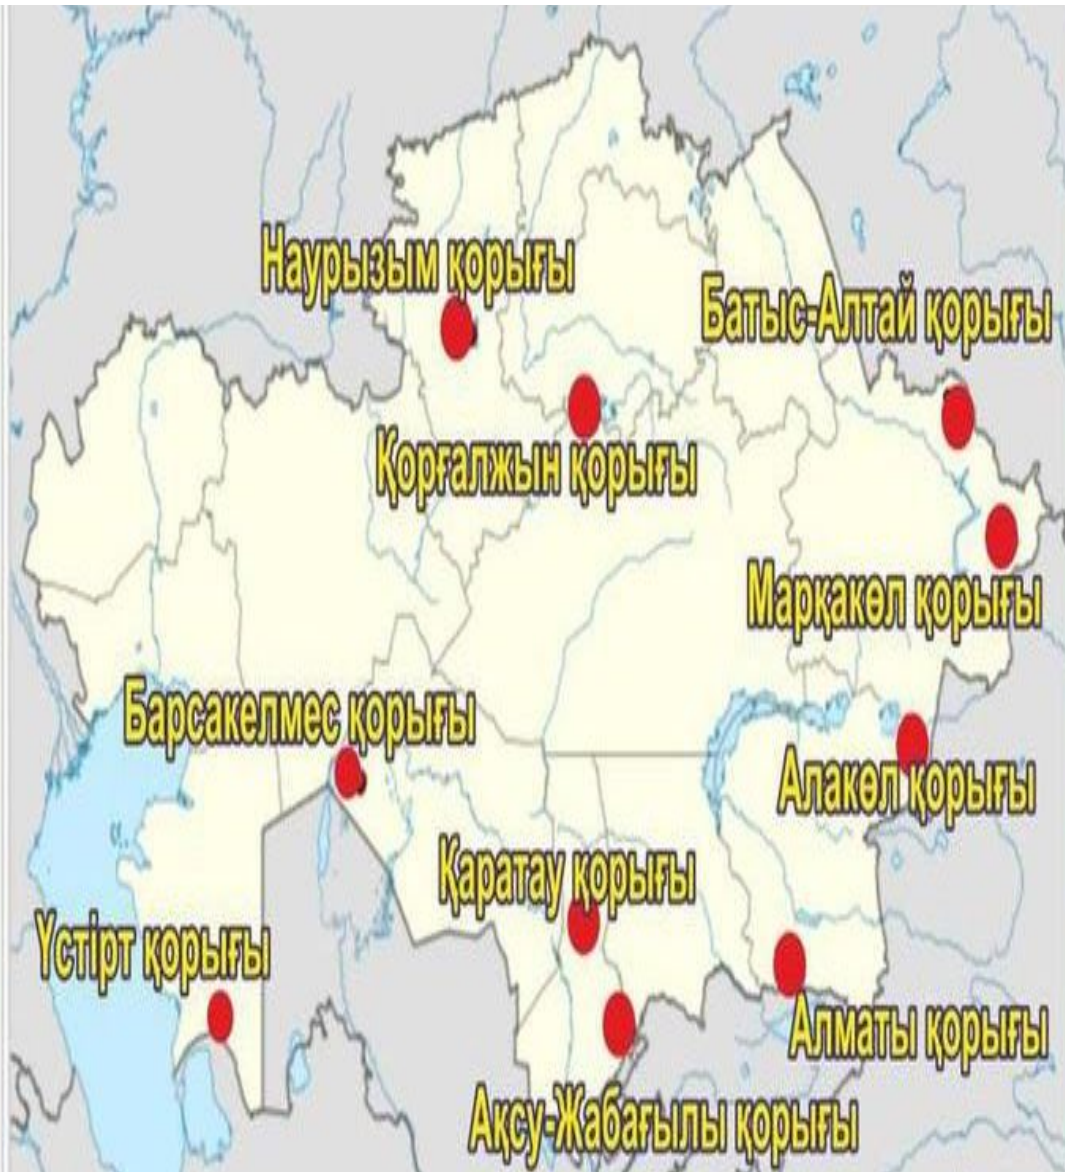 Наурызым қорығы
Батыс-Алтай қорығы
Қорғалжын қорығы
Марқакөл қорығы
Барсакелмес қорығы
Алакөл қорығы
Қаратау қорығы
Үстірт қорығы
Алматы қорығы
Ақсу-Жабағылы қорығы